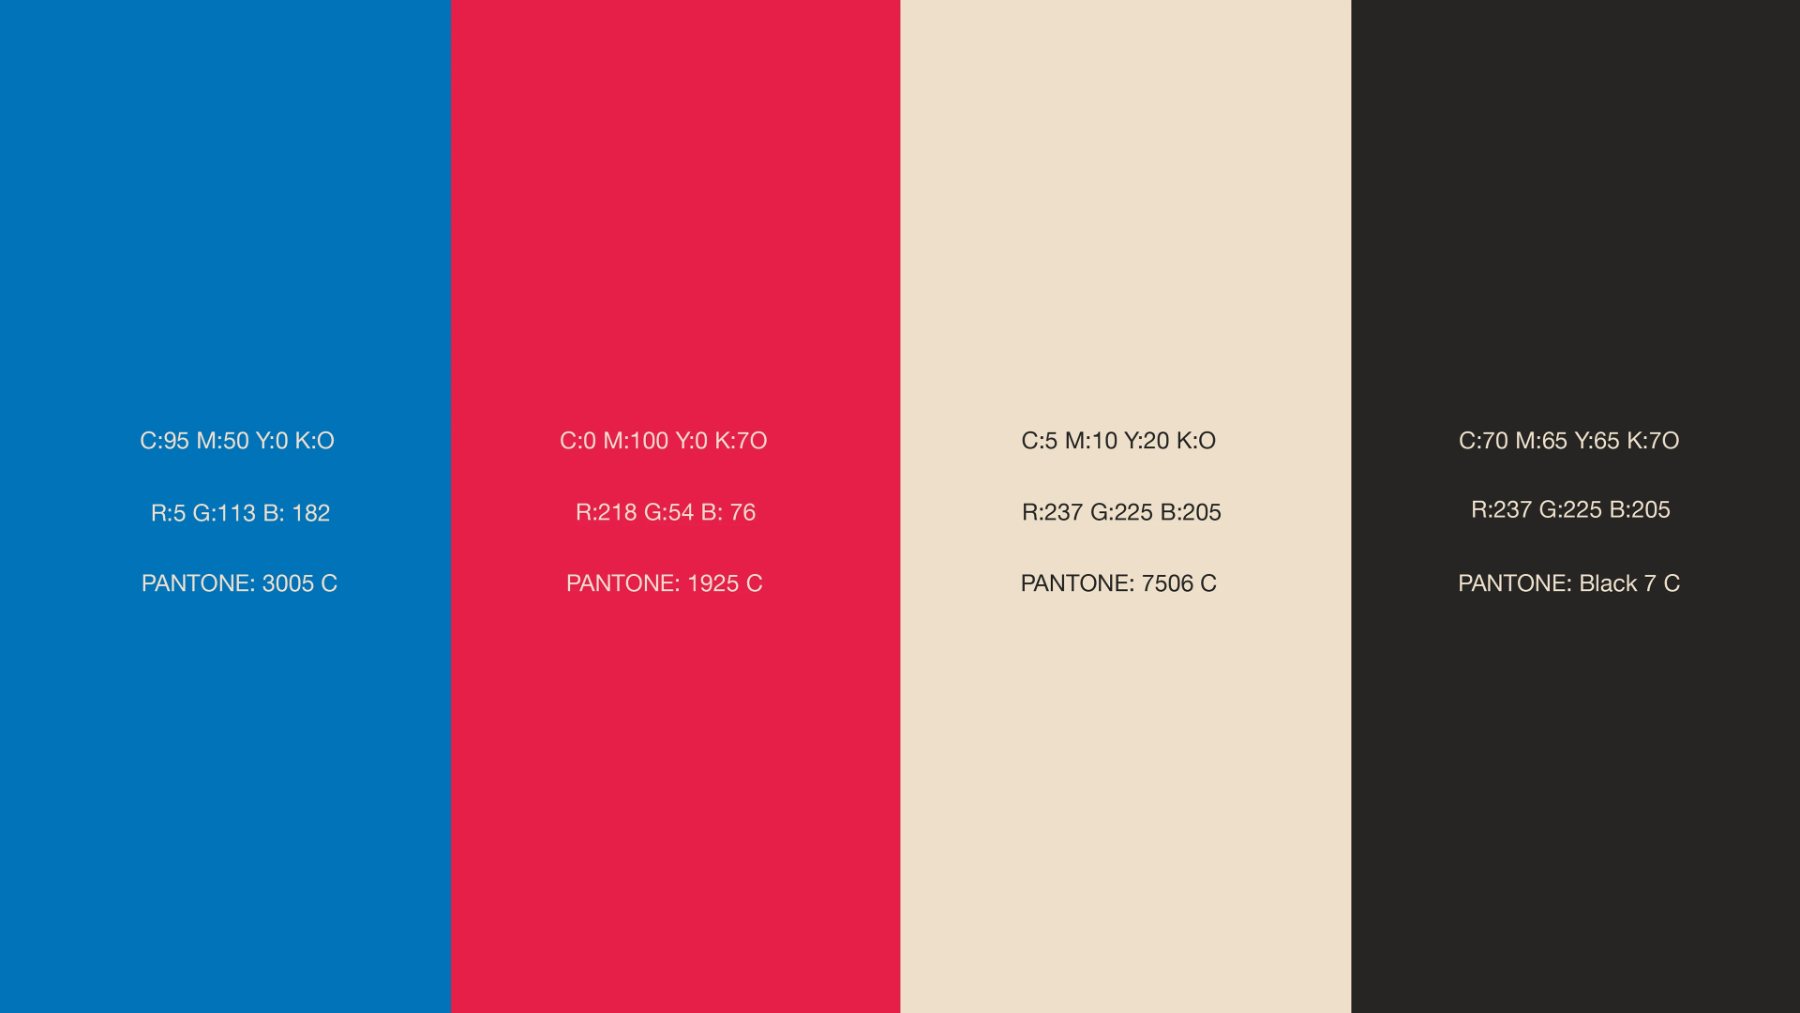 C:95 M:50 Y:0 K:O
R:5 G:113 B: 182
PANTONE: 3005 C
C:0 M:100 Y:0 K:7O
R:218 G:54 B: 76
PANTONE: 1925 C
C:5 M:10 Y:20 K:O
R:237 G:225 B:205
PANTONE: 7506 C
C:70 M:65 Y:65 K:7O
R:237 G:225 B:205
PANTONE: Black 7 C